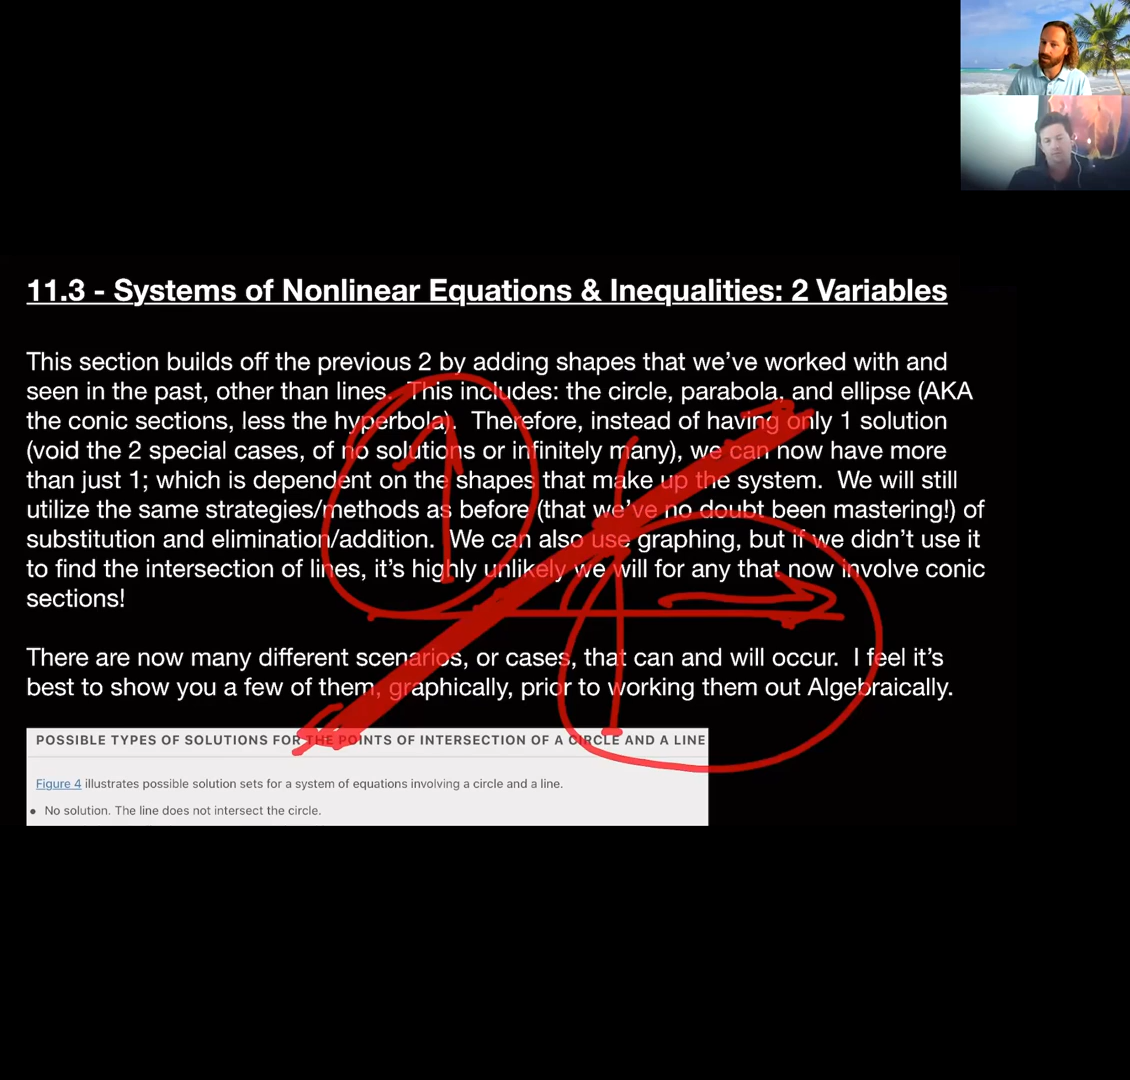 11.3 - Systems of Nonlinear Equations & Inequalities: 2 Variables
This section builds off the previous 2 by adding shapes that we've worked with and
seen in the past, other than lines.  This includes: the circle, parabola, and ellipse (AKA
the conic sections, less the hyperbola).  Therefore, instead of having only 1 solution
(void the 2 special cases, of no solutions or infinitely many), we can now have more
than just 1; which is dependent on the shapes that make up the system.  We will still
utilize the same strategies/methods as before (that we've no doubt been mastering!) of
substitution and elimination/addition.  We can also use graphing, but if we didn't use it
to find the intersection of lines, it's highly unlikely we will for any that now involve conic
sections!
There are now many different scenarios, or cases, that can and will occur.  I feel it's
best to show you a few of them, graphically, prior to working them out Algebraically.
POSSIBLE TYPES OF SOLUTIONS FOR THE POINTS OF INTERSECTION OF A CIRCLE AND A LINE
Figure 4 illustrates possible solution sets for a system of equations involving a circle and a line.
• No solution. The line does not intersect the circle.